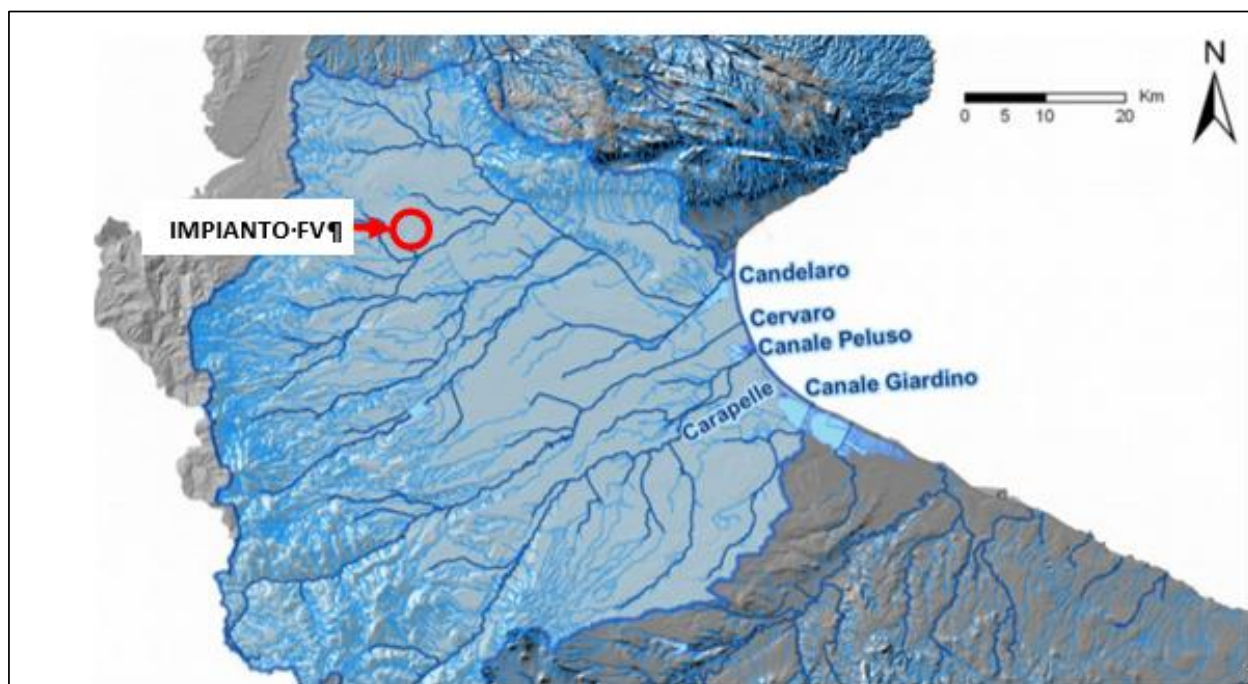 N
Km
0 5 10 20
IMPIANTO·FV¶
Candelaro
Cervaro
Canale Peluso
Canale Giardino
Carapelle